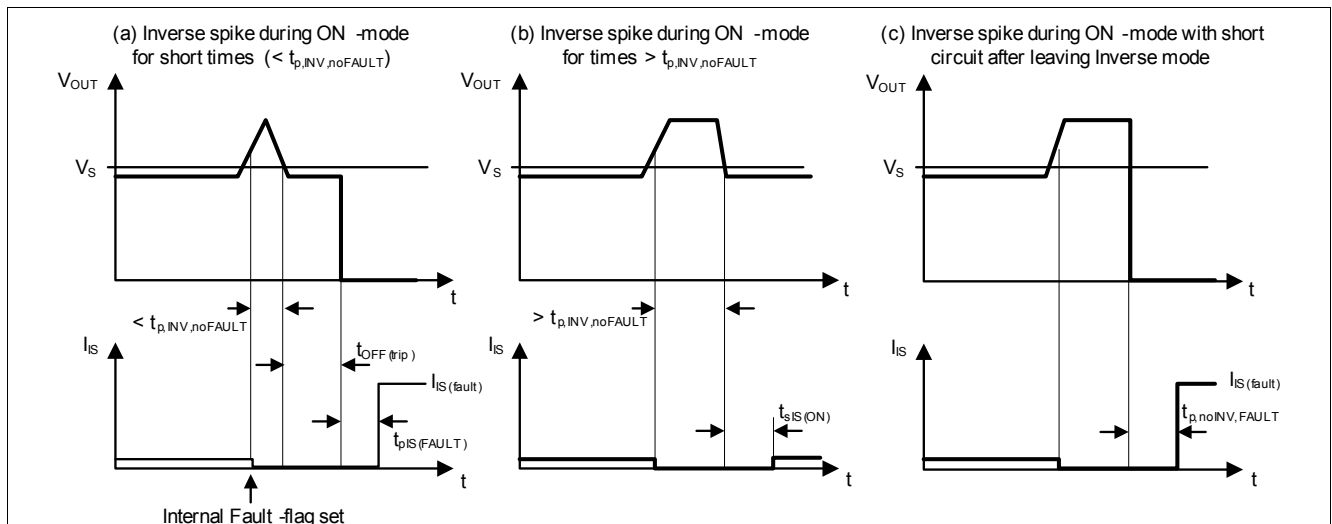 (a) Inverse spike during ON -mode
for short times (< tp,INV,noFAULT)
VOUT
VS
t
< tp,INV,noFAULT
IIS
tOFF(trip)
IIS(fault)
tpIS(FAULT)
t
Internal Fault -flag set
(b) Inverse spike during ON -mode
for times > tp,INV,noFAULT
VOUT
VS
t
> tp,INV,noFAULT
IIS
tsIS(ON)
t
(c) Inverse spike during ON -mode with short
circuit after leaving Inverse mode
VOUT
VS
t
IIS
IIS(fault)
tp,noINV,FAULT
t